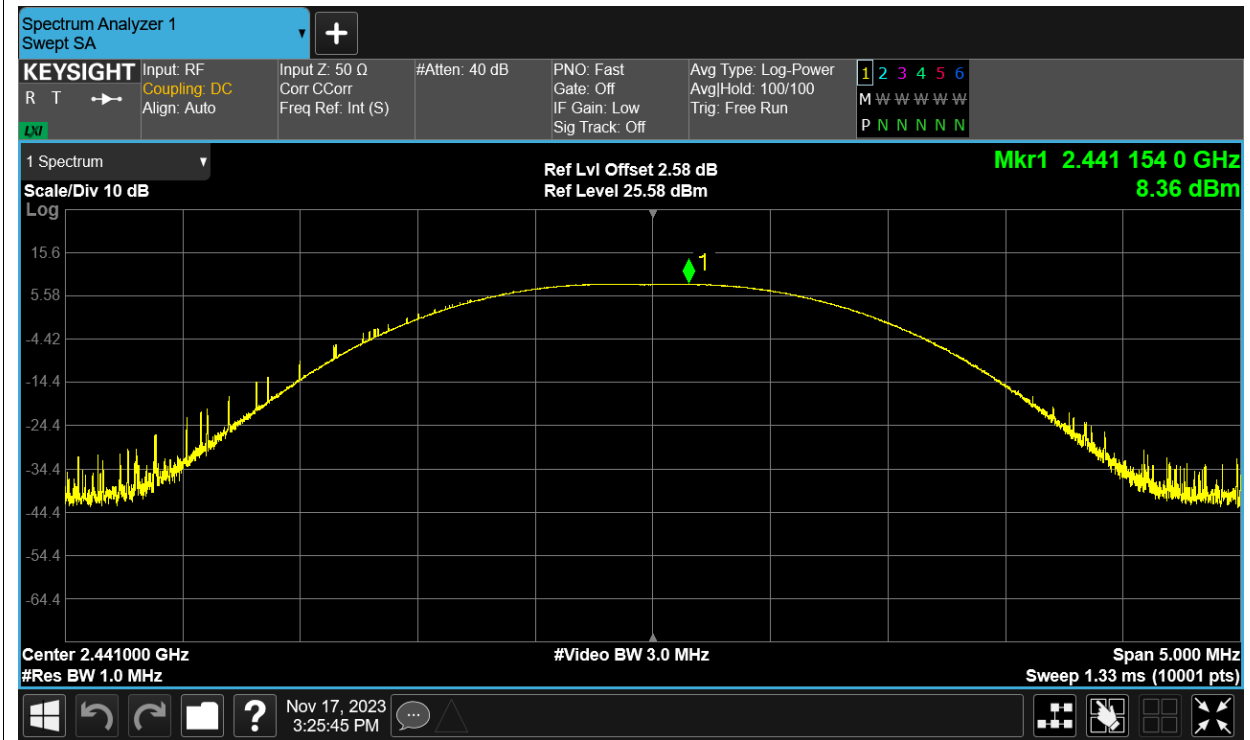 Spectrum Analyzer 1
Swept SA
+
KEYSIGHT
R T
LXI
Input: RF
Coupling: DC
Align: Auto
Input Z: 50 Ω
Corr CCorr
Freq Ref: Int (S)
#Atten: 40 dB
PNO: Fast
Gate: Off
IF Gain: Low
Sig Track: Off
Avg Type: Log-Power
Avg|Hold: 100/100
Trig: Free Run
1 2 3 4 5 6
M W W W W W
P N N N N N
1 Spectrum
Scale/Div 10 dB
Log
Ref Lvl Offset 2.58 dB
Ref Level 25.58 dBm
Mkr1 2.441 154 0 GHz
8.36 dBm
1
15.6
5.58
-4.42
-14.4
-24.4
-34.4
-44.4
-54.4
-64.4
Center 2.441000 GHz
#Res BW 1.0 MHz
#Video BW 3.0 MHz
Span 5.000 MHz
Sweep 1.33 ms (10001 pts)
?
Nov 17, 2023
3:25:45 PM